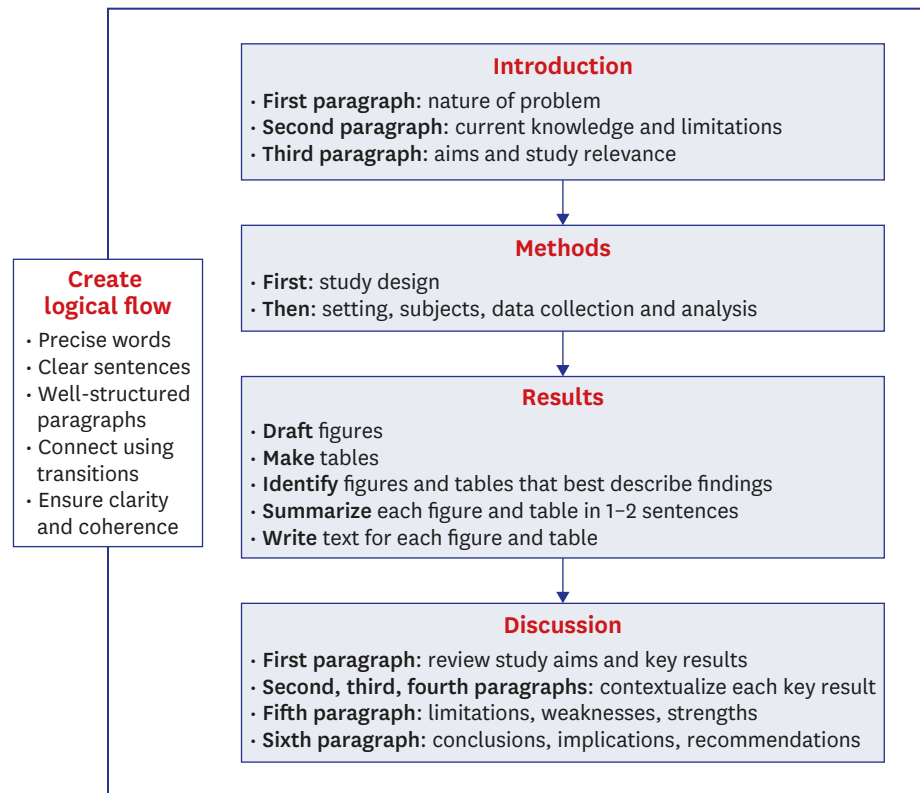 Introduction
· First paragraph: nature of problem
· Second paragraph: current knowledge and limitations
· Third paragraph: aims and study relevance
Methods
· First: study design
· Then: setting, subjects, data collection and analysis
Create
logical flow
· Precise words
· Clear sentences
· Well-structured
paragraphs
· Connect using
transitions
· Ensure clarity
and coherence
Results
· Draft figures
· Make tables
· Identify figures and tables that best describe findings
· Summarize each figure and table in 1–2 sentences
· Write text for each figure and table
Discussion
· First paragraph: review study aims and key results
· Second, third, fourth paragraphs: contextualize each key result
· Fifth paragraph: limitations, weaknesses, strengths
· Sixth paragraph: conclusions, implications, recommendations